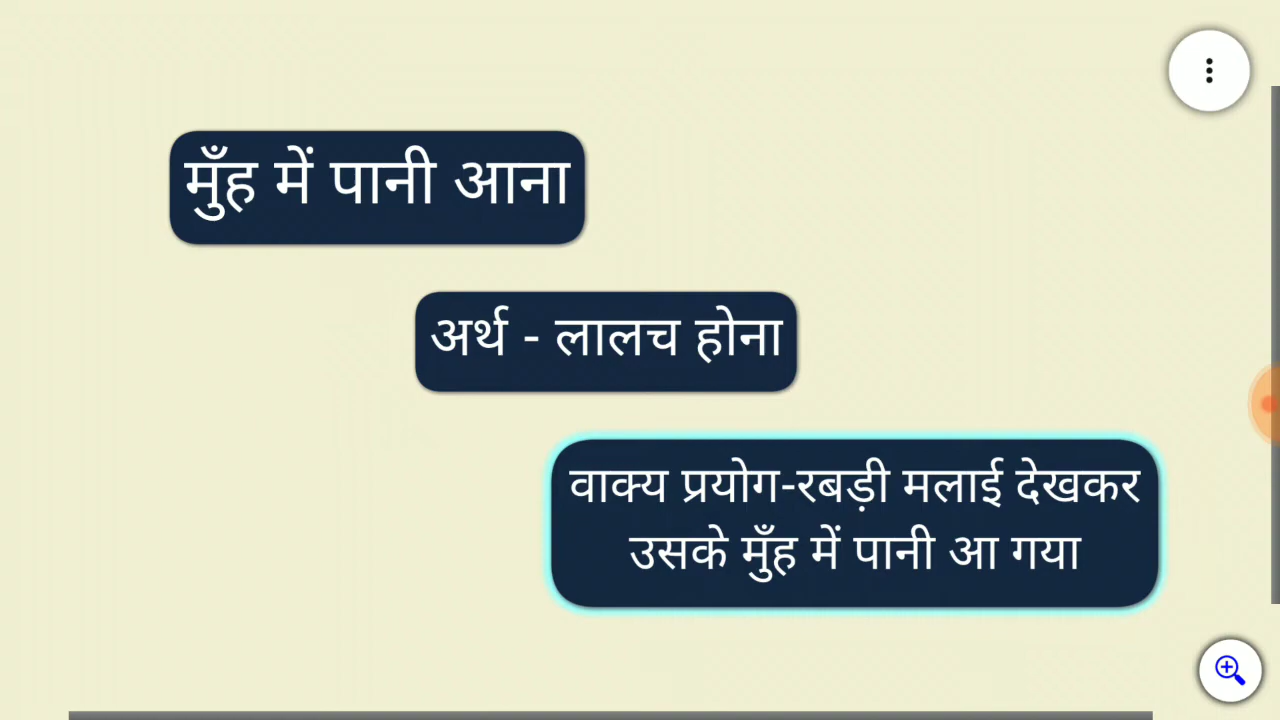 मुँह में पानी आना
अर्थ - लालच होना
वाक्य प्रयोग-रबड़ी मलाई देखकर
उसके मुँह में पानी आ गया